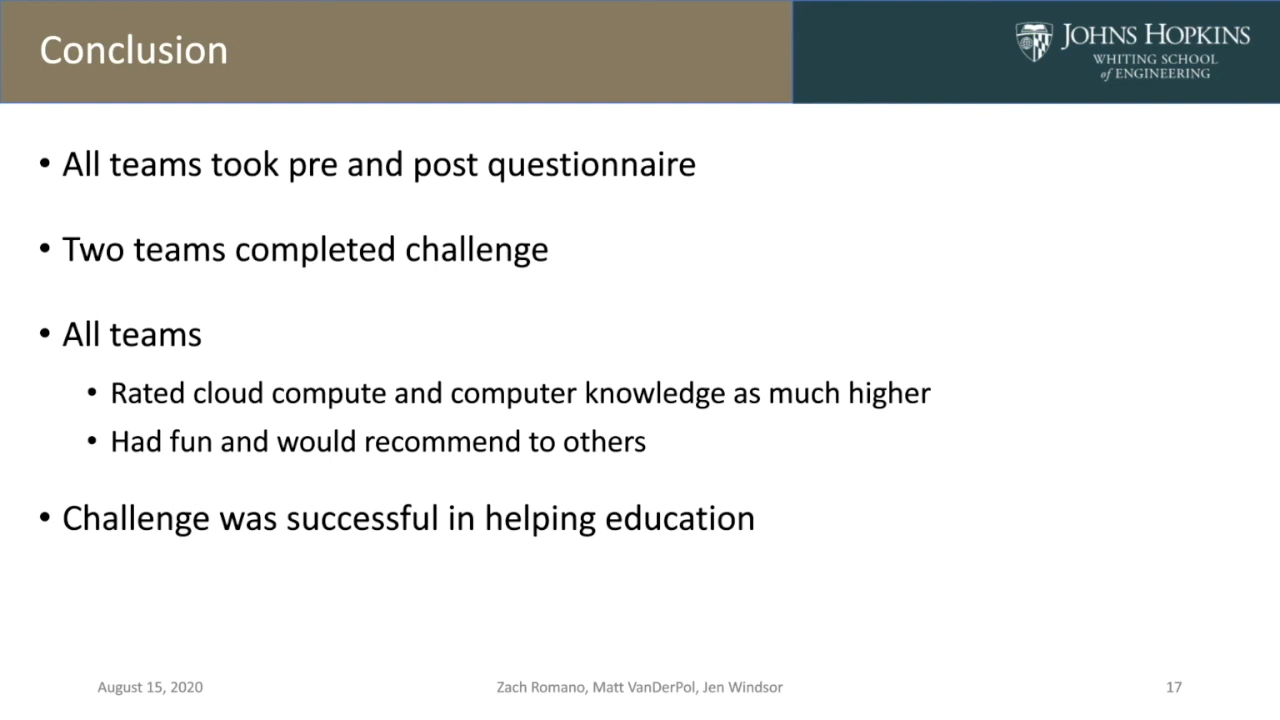 Conclusion
JOHNS HOPKINS
WHITING SCHOOL
of ENGINEERING
• All teams took pre and post questionnaire
• Two teams completed challenge
• All teams
• Rated cloud compute and computer knowledge as much higher
• Had fun and would recommend to others
• Challenge was successful in helping education
August 15, 2020
Zach Romano, Matt VanDerPol, Jen Windsor
17